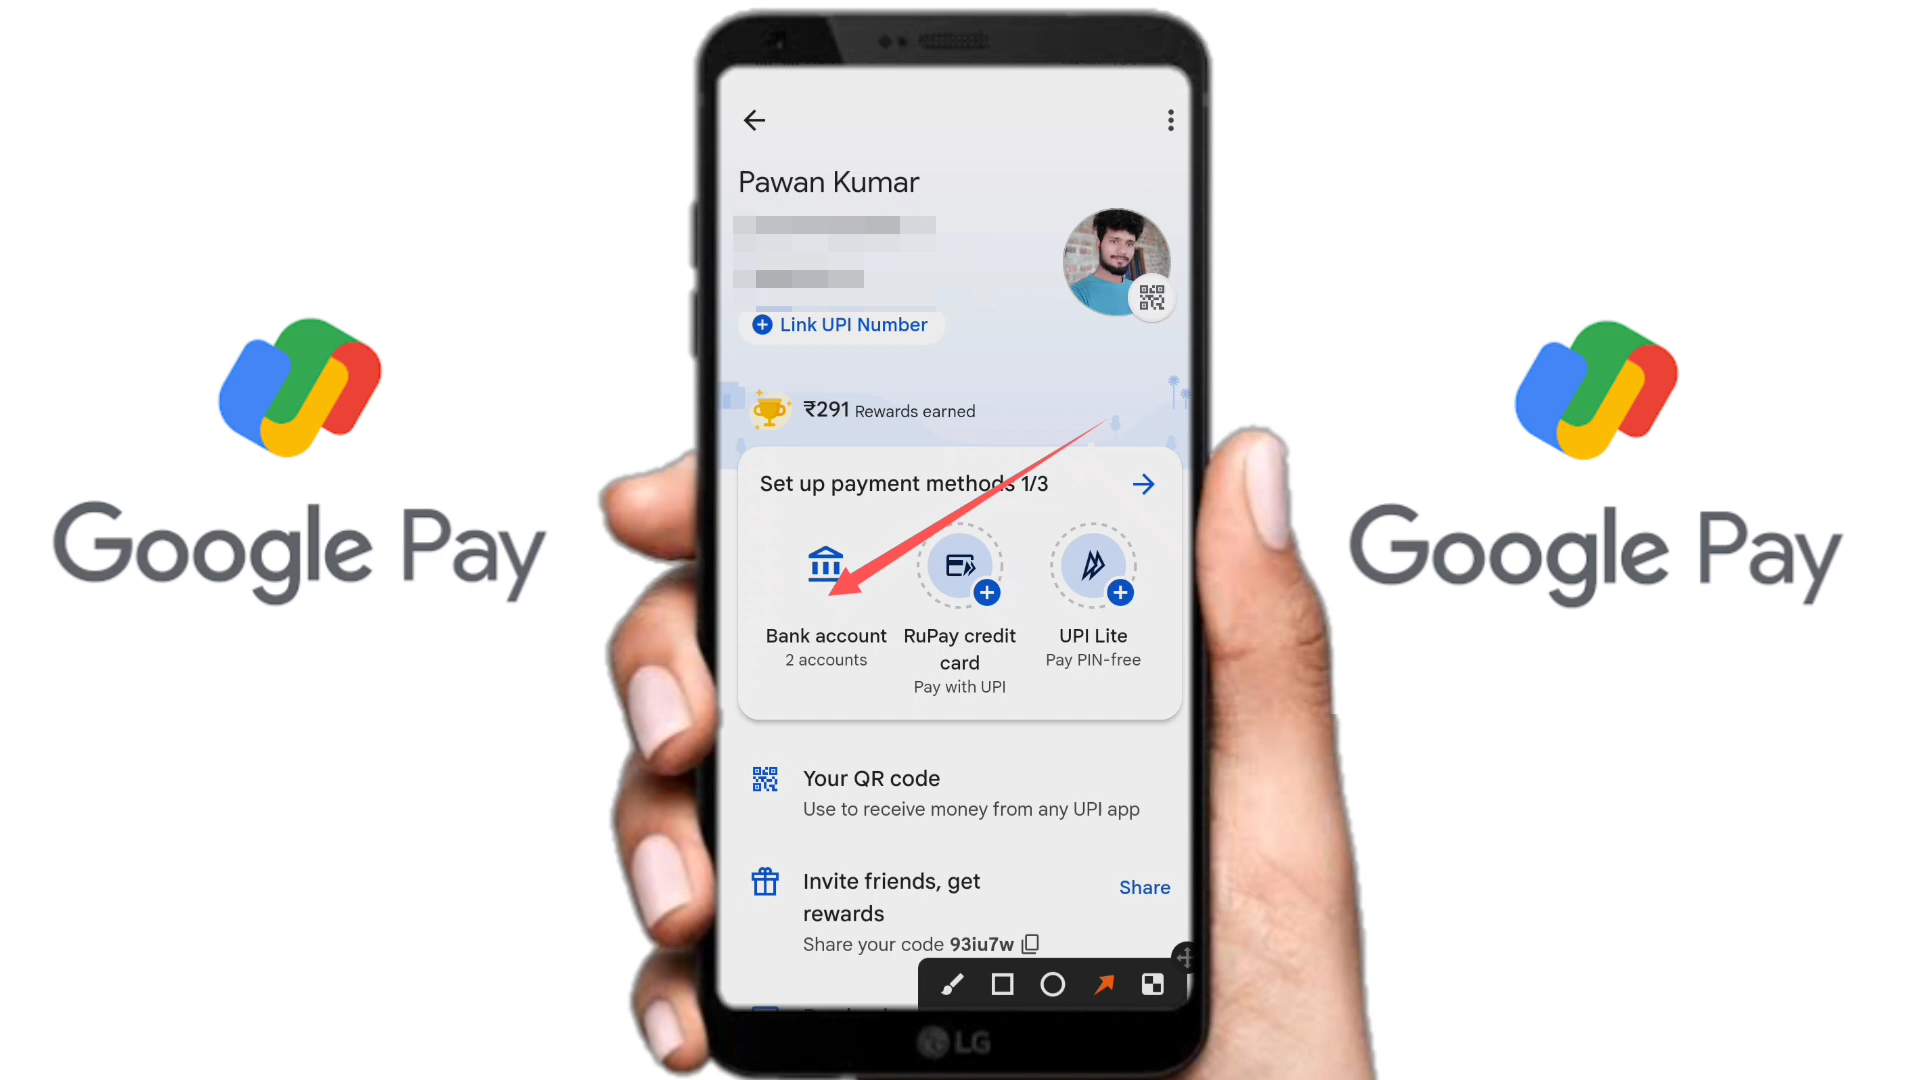 Pawan Kumar
Link UPI Number
₹291 Rewards earned
Set up payment methods 1/3
Bank account
2 accounts
RuPay credit
card
Pay with UPI
UPI Lite
Pay PIN-free
Your QR code
Use to receive money from any UPI app
Invite friends, get
rewards
Share
Share your code 93iu7w
LG
Google Pay
Google Pay